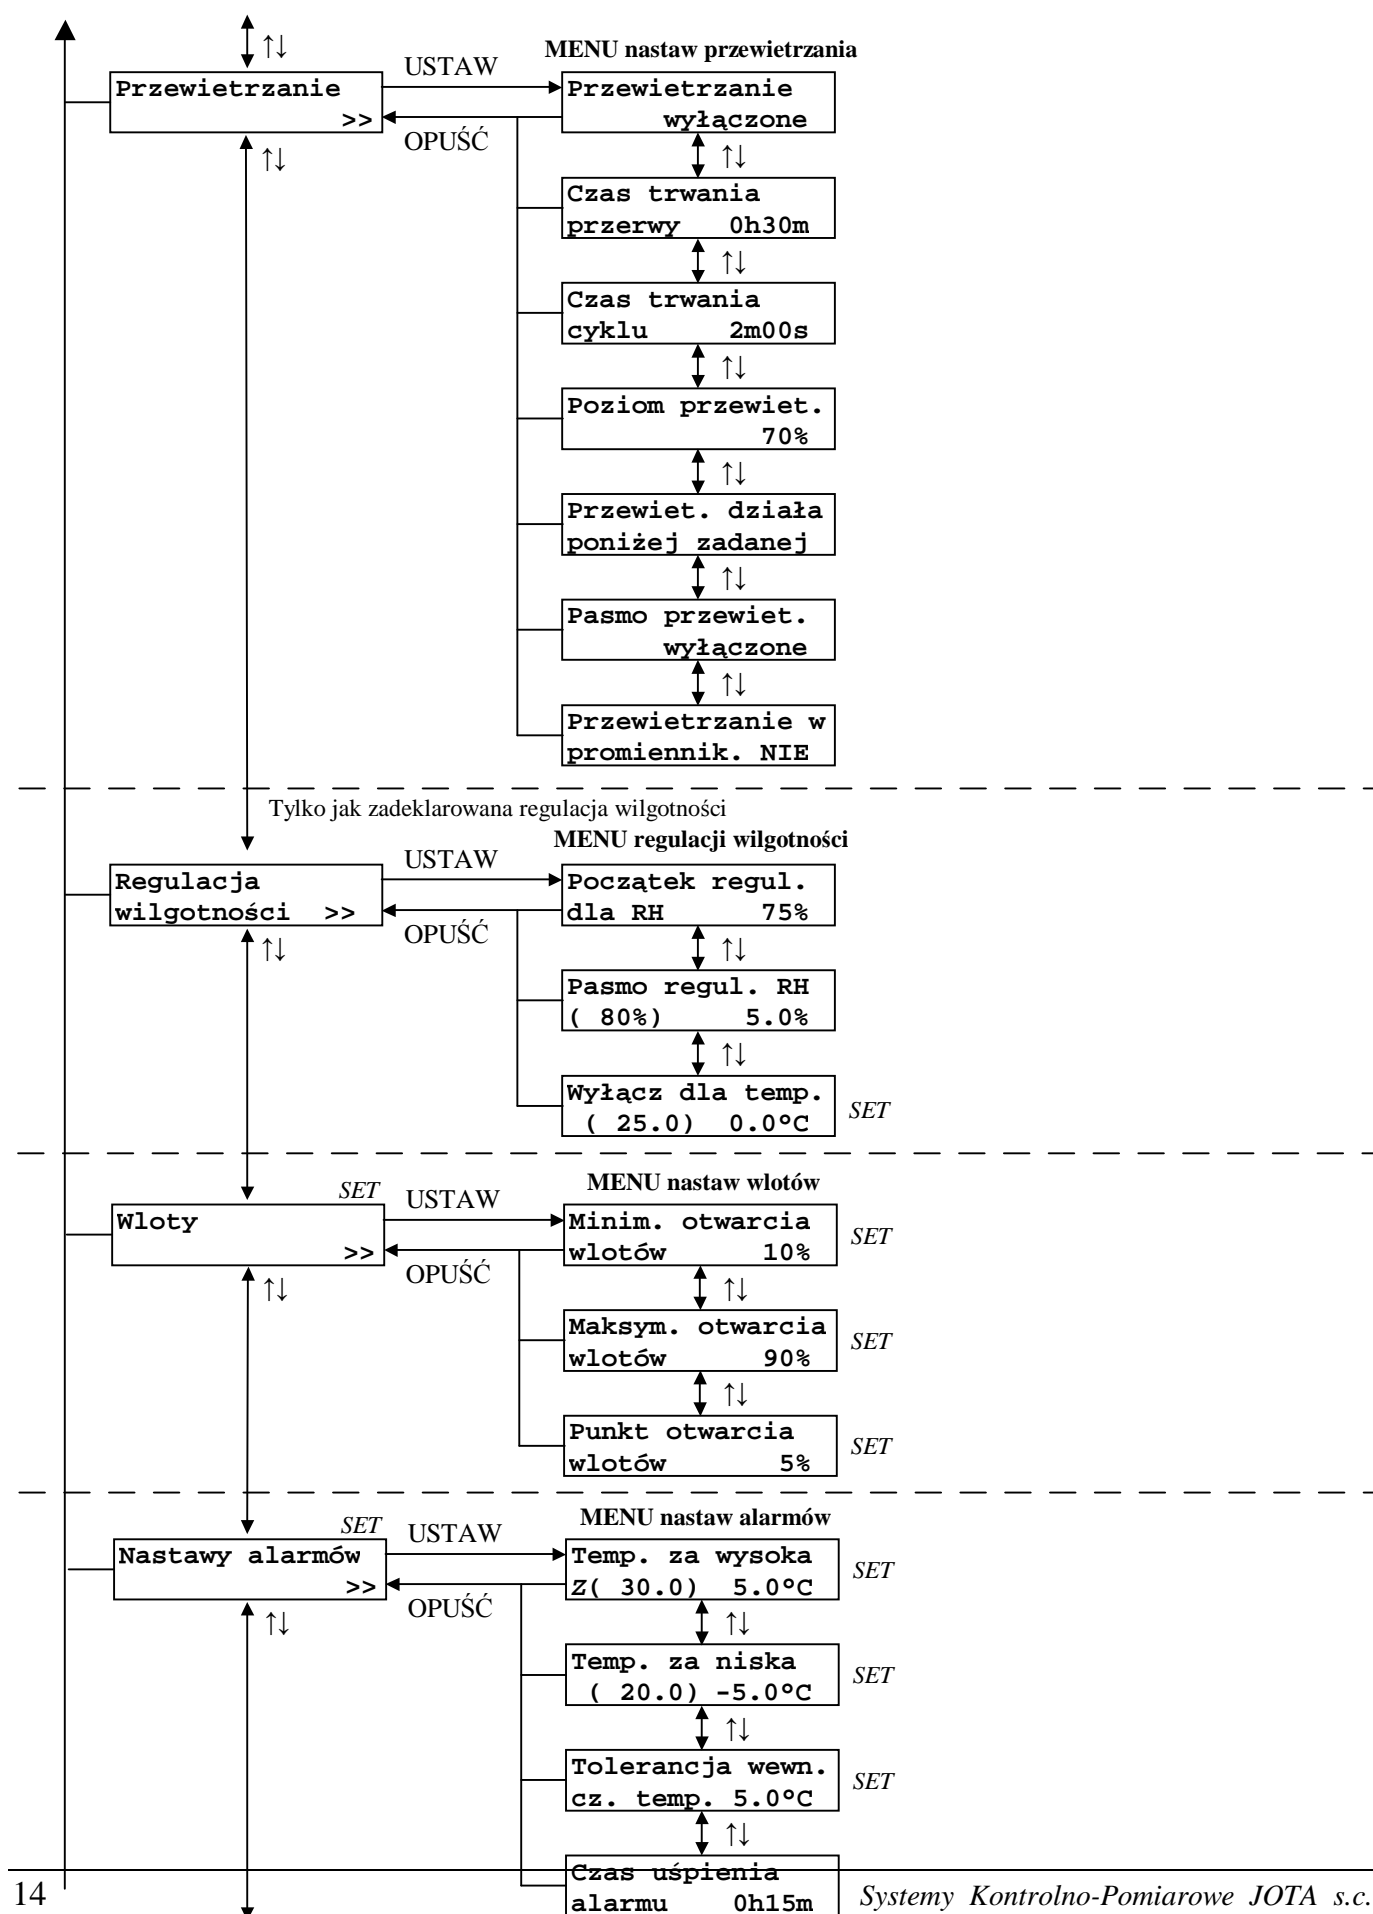 ↑↓
MENU nastaw przewietrzania
USTAW
Przewietrzanie
>>
Przewietrzanie
wyłączone
OPUŚĆ
↑↓
↑↓
Czas trwania
przerwy 0h30m
↑↓
Czas trwania
cyklu 2m00s
↑↓
Poziom przewiet.
70%
↑↓
Przewiet. działa
poniżej zadanej
↑↓
Pasmo przewiet.
wyłączone
↑↓
Przewietrzanie w
promiennik. NIE
Tylko jak zadeklarowana regulacja wilgotności
MENU regulacji wilgotności
USTAW
Regulacja
wilgotności >>
Początek regul.
dla RH 75%
OPUŚĆ
↑↓
↑↓
Pasmo regul. RH
( 80%) 5.0%
↑↓
Wyłącz dla temp.
( 25.0) 0.0°C
SET
MENU nastaw wlotów
SET
USTAW
Wloty
>>
Minim. otwarcia
wlotów 10%
SET
OPUŚĆ
↑↓
↑↓
Maksym. otwarcia
wlotów 90%
SET
↑↓
Punkt otwarcia
wlotów 5%
SET
MENU nastaw alarmów
SET
USTAW
Nastawy alarmów
>>
Temp. za wysoka
Z( 30.0) 5.0°C
SET
OPUŚĆ
↑↓
↑↓
Temp. za niska
( 20.0) -5.0°C
SET
↑↓
Tolerancja wewn.
cz. temp. 5.0°C
SET
↑↓
Czas uśpienia
alarmu 0h15m
14
Systemy Kontrolno-Pomiarowe JOTA s.c.